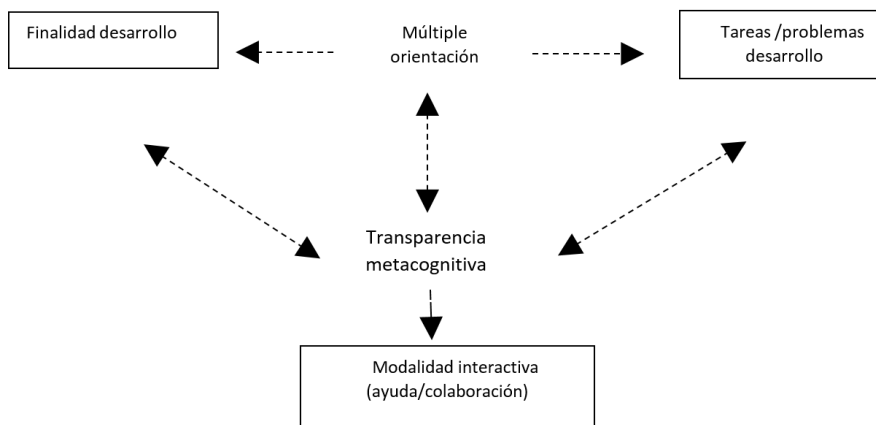 Finalidad desarrollo
Múltiple
orientación
Tareas /problemas
desarrollo
Transparencia
metacognitiva
Modalidad interactiva
(ayuda/colaboración)